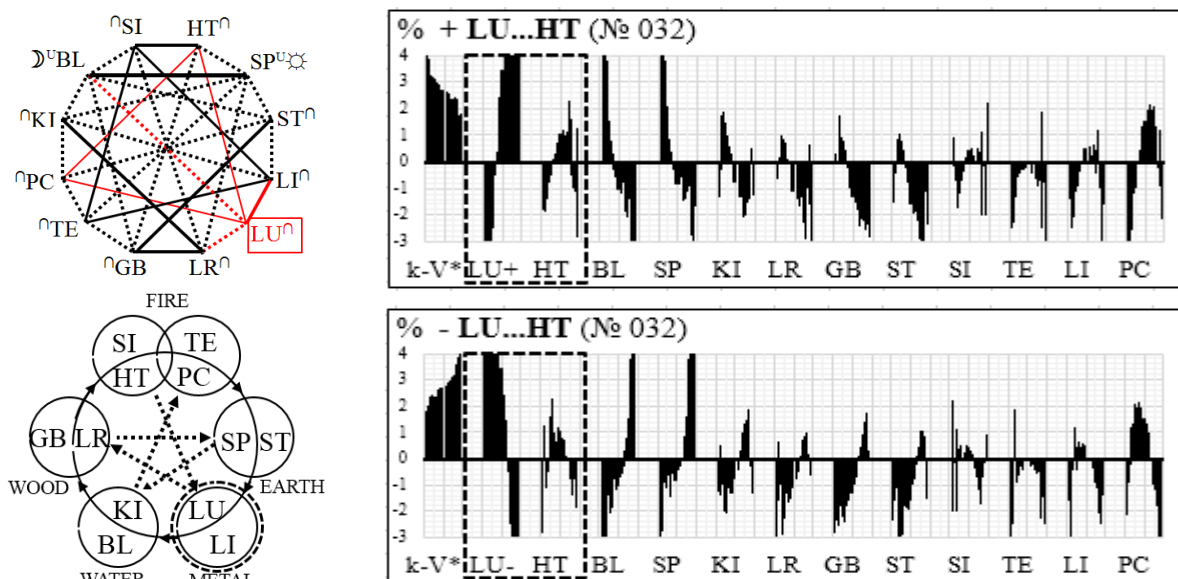 ∩SI HT∩
☽ᵁBL SPᵁ☼
∩KI ST∩
∩PC LI∩
∩TE LU∩
∩GB LR∩
FIRE
SI TE
HT PC
GB LR SP ST
WOOD EARTH
KI LU
BL LI
WATER METAL
% + LU...HT (№ 032)
4
3
2
1
0
-1
-2
-3
k-V* LU+ HT BL SP KI LR GB ST SI TE LI PC
% - LU...HT (№ 032)
4
3
2
1
0
-1
-2
-3
k-V* LU- HT BL SP KI LR GB ST SI TE LI PC